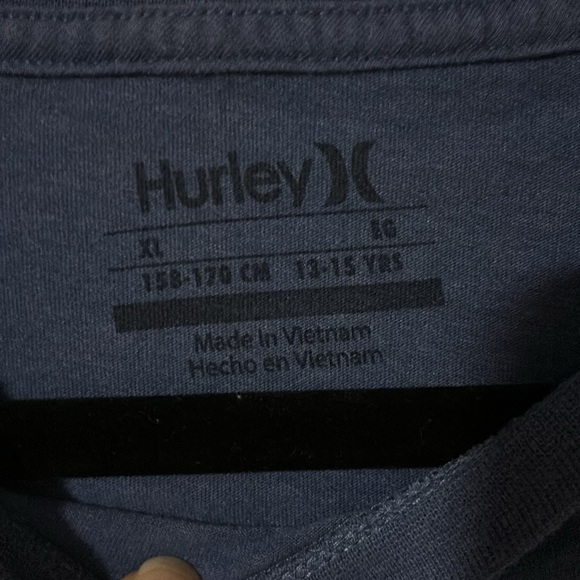 Hurley
XL EG
158-170 CM 13-15 YRS
Made in Vietnam
Hecho en Vietnam